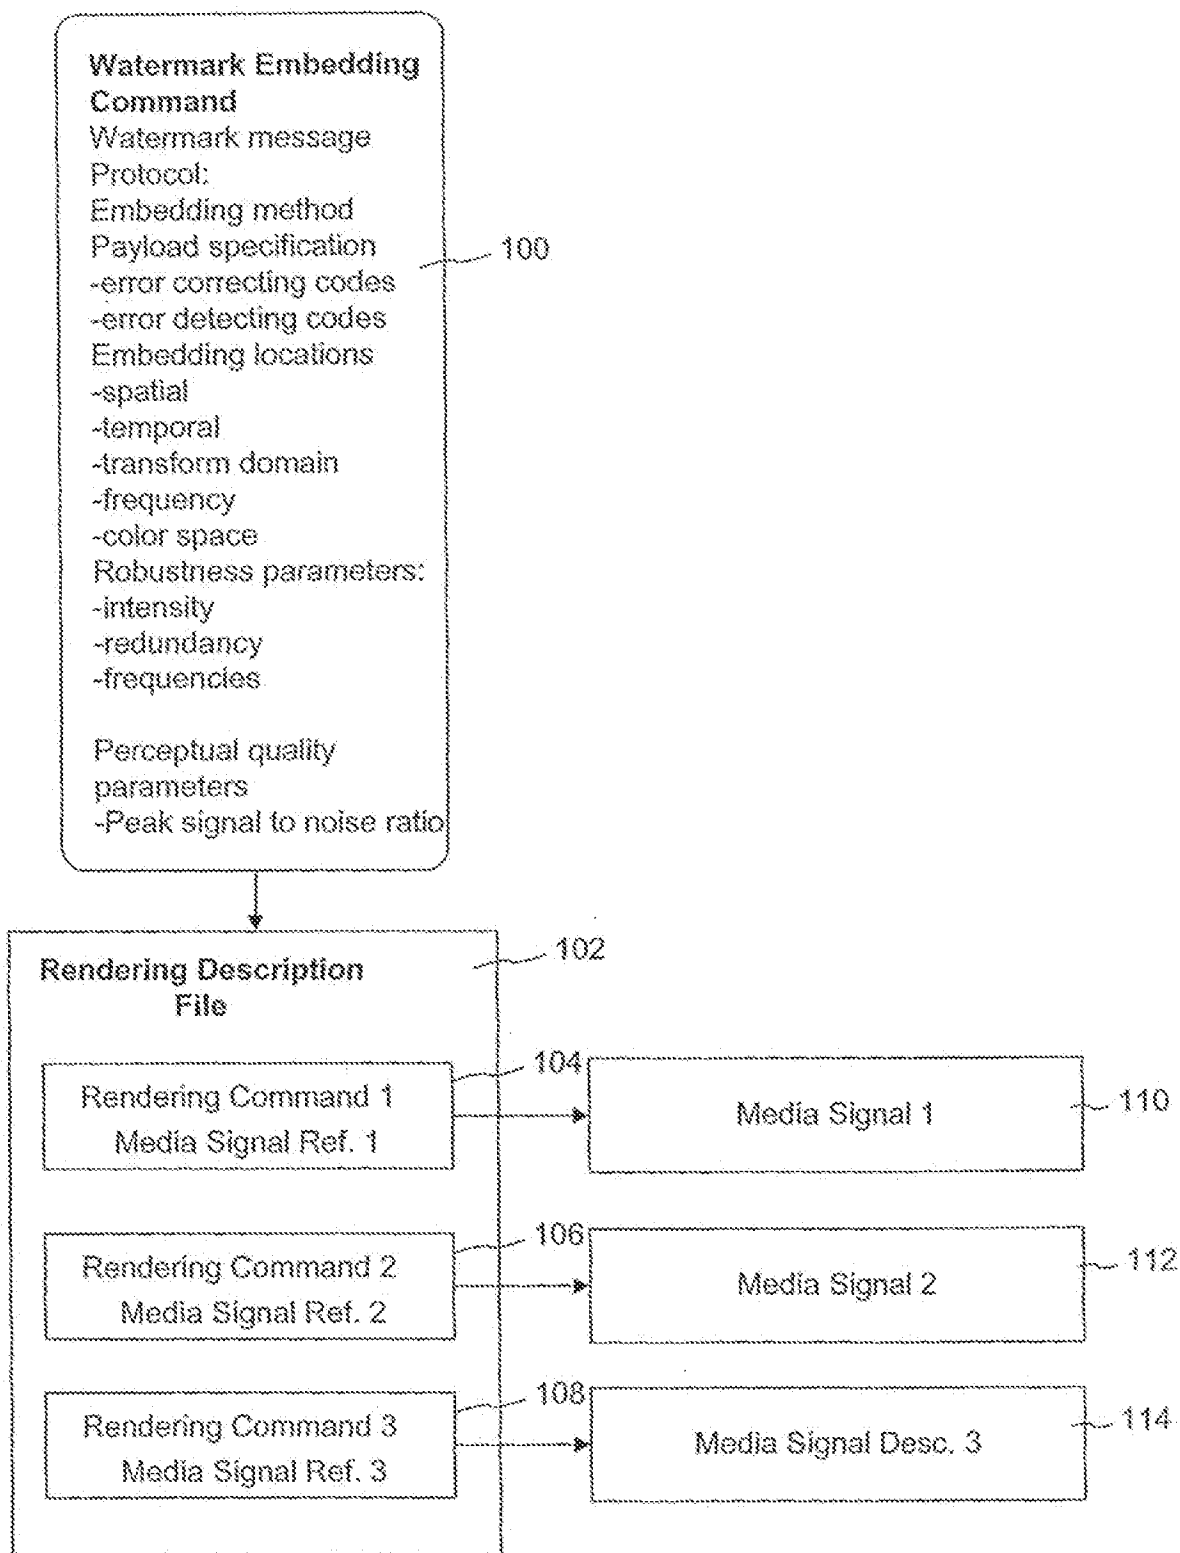 Watermark Embedding
Command
Watermark message
Protocol:
Embedding method
Payload specification
-error correcting codes
-error detecting codes
Embedding locations
-spatial
-temporal
-transform domain
-frequency
-color space
Robustness parameters:
-intensity
-redundancy
-frequencies
Perceptual quality
parameters
-Peak signal to noise ratio
100
Rendering Description
File
102
Rendering Command 1
Media Signal Ref. 1
104
Media Signal 1
110
Rendering Command 2
Media Signal Ref. 2
106
Media Signal 2
112
Rendering Command 3
Media Signal Ref. 3
108
Media Signal Desc. 3
114